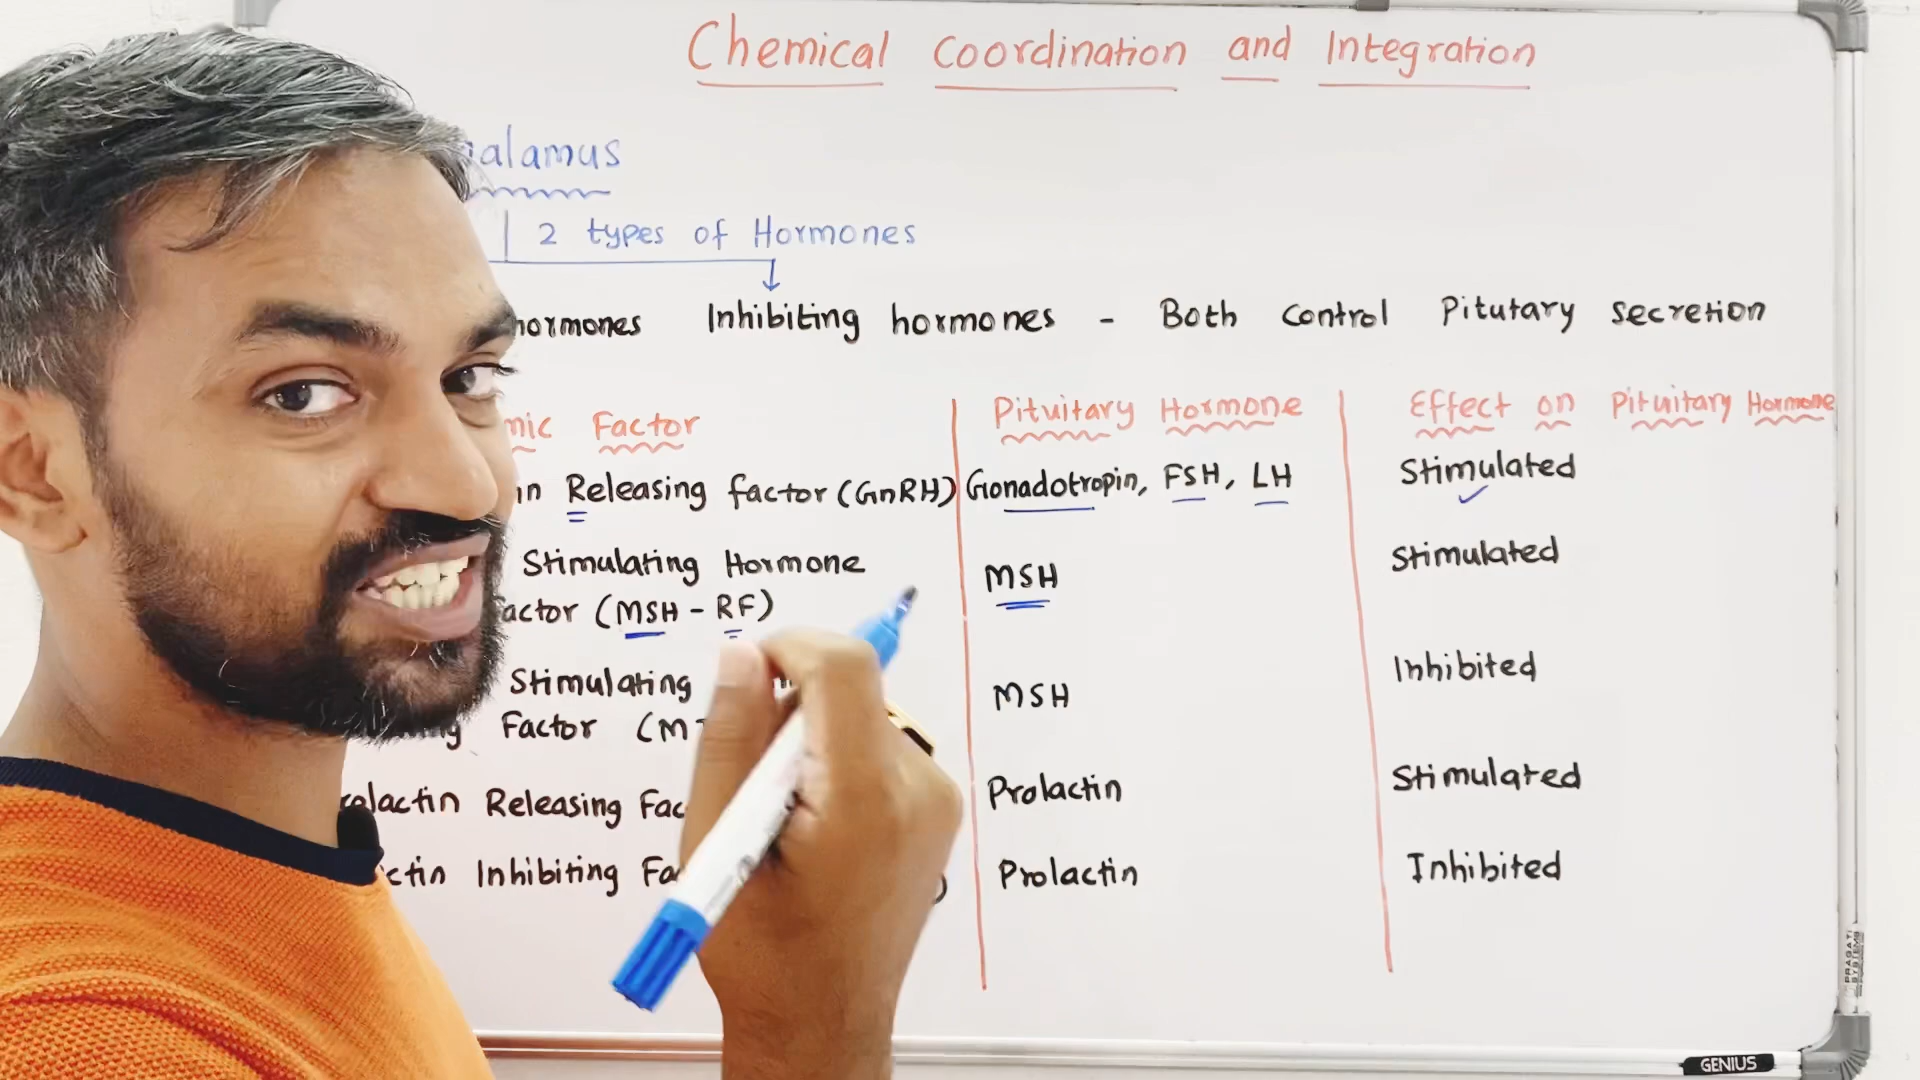 Chemical Coordination and Integration
alamus
2 types of Hormones
hormones Inhibiting hormones - Both control Pitutary secretion
mic Factor Pituitary Hormone Effect on Pituitary Hormone
in Releasing factor (GnRH) Gonadotropin, FSH, LH Stimulated
Stimulating Hormone MSH Stimulated
actor (MSH - RF)
Stimulating MSH Inhibited
Factor (M
olactin Releasing Fac Prolactin Stimulated
ctin Inhibiting Fa Prolactin Inhibited
PRAGATI SYSTEMS
GENIUS